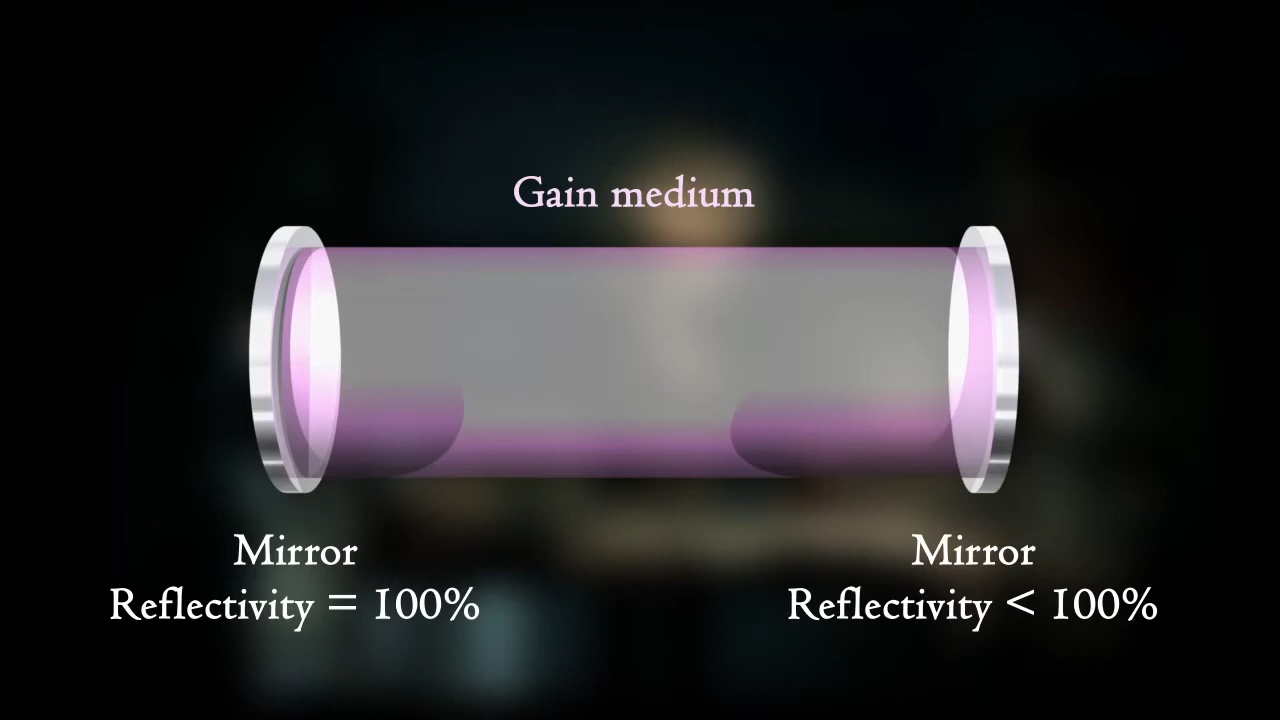 Gain medium
Mirror
Reflectivity = 100%
Mirror
Reflectivity < 100%